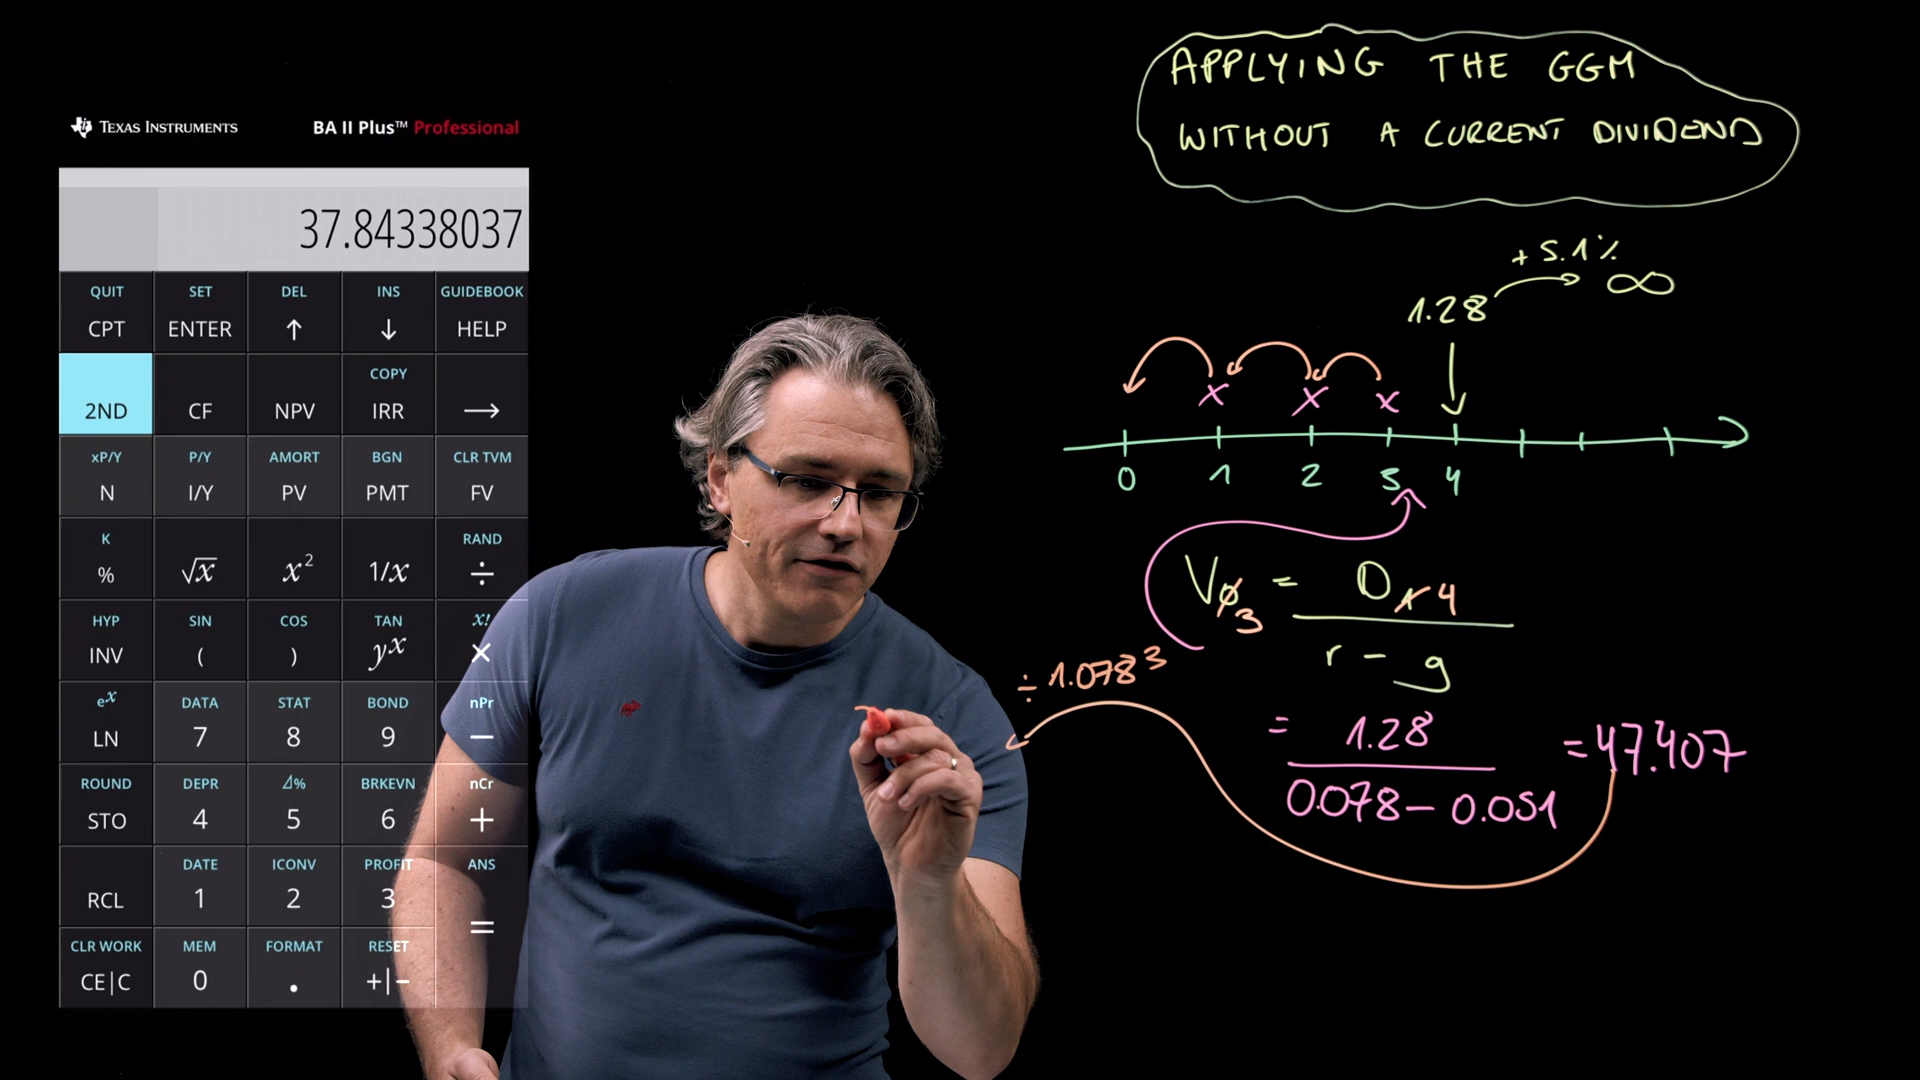 TEXAS INSTRUMENTS BA II Plus™ Professional
37.84338037
QUIT SET DEL INS GUIDEBOOK
CPT ENTER ↑ ↓ HELP
COPY
2ND CF NPV IRR →
xP/Y P/Y AMORT BGN CLR TVM
N I/Y PV PMT FV
K RAND
% √x x² 1/x ÷
HYP SIN COS TAN x!
INV ( ) yˣ ×
eˣ DATA STAT BOND nPr
LN 7 8 9 −
ROUND DEPR Δ% BRKEVN nCr
STO 4 5 6 +
DATE ICONV PROFIT ANS
RCL 1 2 3 =
CLR WORK MEM FORMAT RESET
CE|C 0 . +|−
APPLYING THE GGM
WITHOUT A CURRENT DIVIDEND
+ 5.1%
1.28 ∞
x x x
0 1 2 3 4
V0 3 = D1 4
r - g
÷ 1.078³
= 1.28 = 47.407
0.078 - 0.051